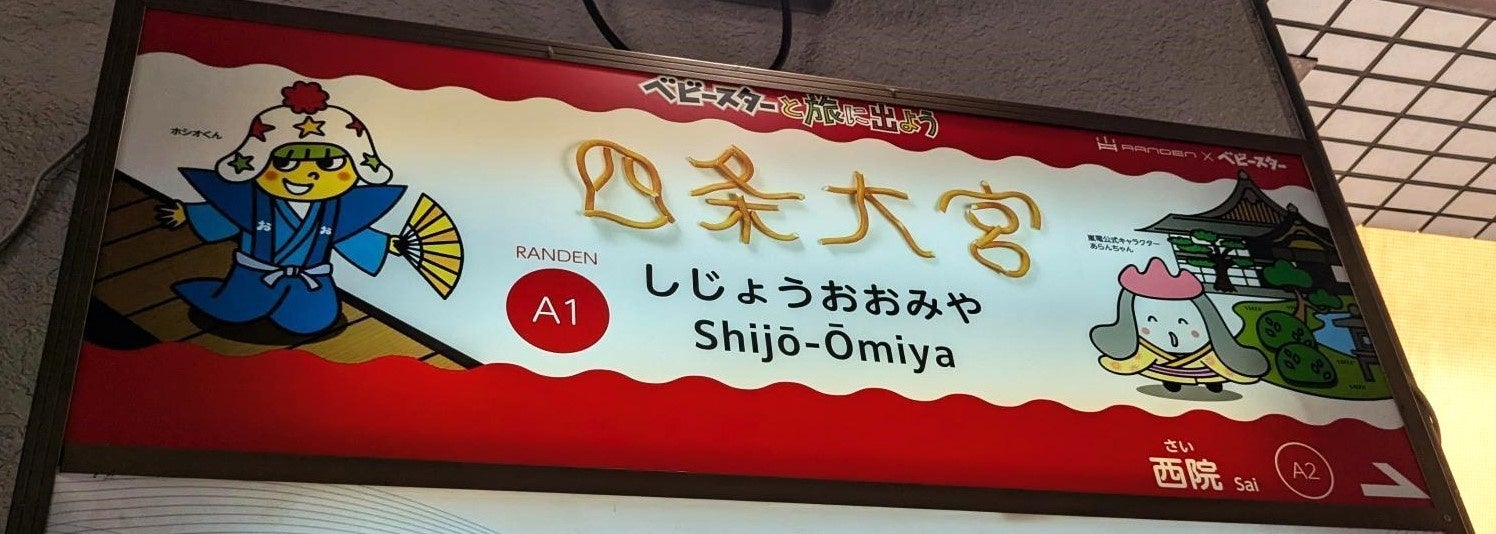 ベビースターと旅に出よう
RANDEN × ベビースター
ホシオくん
お お
四条大宮
RANDEN
A1
しじょうおおみや
Shijō-Ōmiya
嵐電公式キャラクター
あらんちゃん
さい
西院 Sai A2